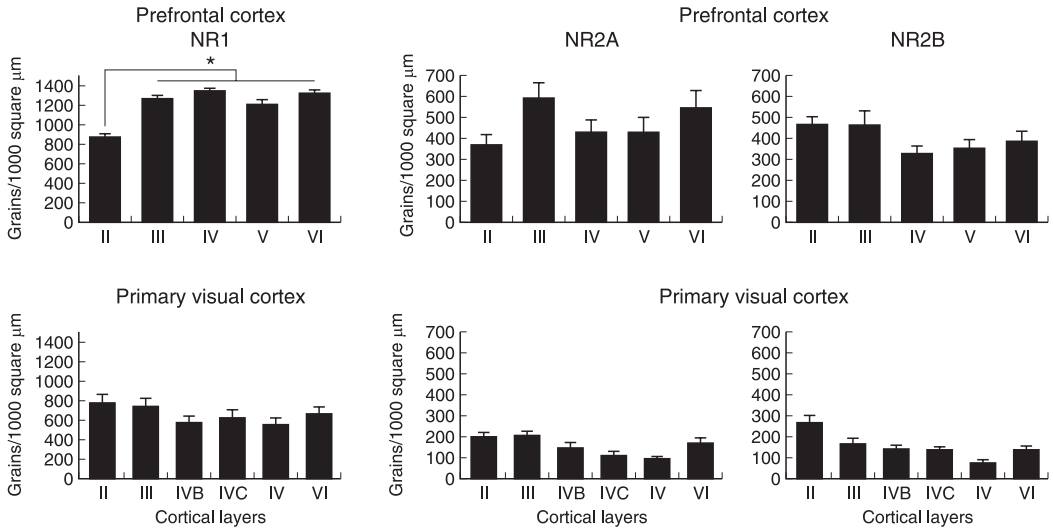 Prefrontal cortex
Prefrontal cortex
NR1
NR2A
NR2B
*
Grains/1000 square μm
1400
1200
1000
800
600
400
200
0
II III IV V VI
Grains/1000 square μm
700
600
500
400
300
200
100
0
II III IV V VI
700
600
500
400
300
200
100
0
II III IV V VI
Primary visual cortex
Primary visual cortex
Grains/1000 square μm
1400
1200
1000
800
600
400
200
0
II III IVB IVC IV VI
Cortical layers
Grains/1000 square μm
700
600
500
400
300
200
100
0
II III IVB IVC IV VI
Cortical layers
700
600
500
400
300
200
100
0
II III IVB IVC IV VI
Cortical layers